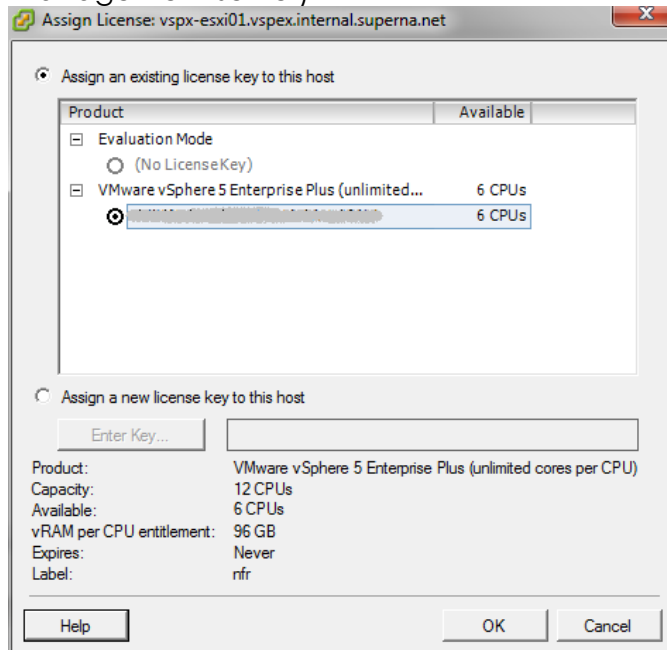 Assign License: vspx-esxi01.vspex.internal.superna.net
Assign an existing license key to this host
Product Available
Evaluation Mode
(No License Key)
VMware vSphere 5 Enterprise Plus (unlimited... 6 CPUs
6 CPUs
Assign a new license key to this host
Enter Key...
Product: VMware vSphere 5 Enterprise Plus (unlimited cores per CPU)
Capacity: 12 CPUs
Available: 6 CPUs
vRAM per CPU entitlement: 96 GB
Expires: Never
Label: nfr
Help OK Cancel